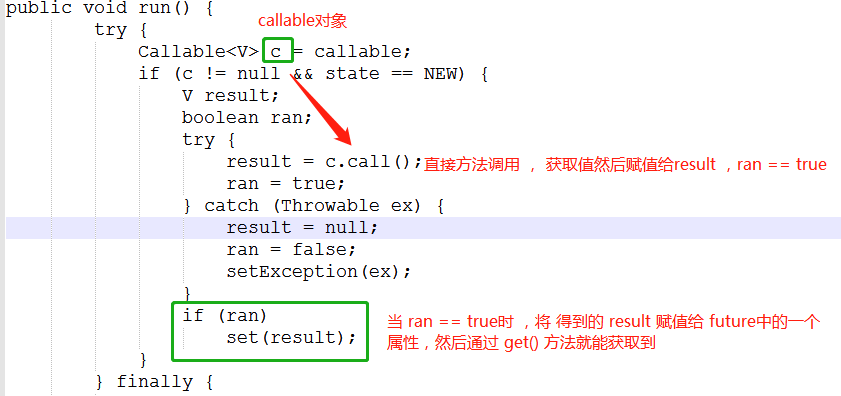 public void run() {
callable对象
try {
Callable<V> c = callable;
if (c != null && state == NEW) {
V result;
boolean ran;
try {
result = c.call();直接方法调用 ， 获取值然后赋值给result ，ran == true
ran = true;
} catch (Throwable ex) {
result = null;
ran = false;
setException(ex);
}
if (ran)
set(result);
当 ran == true时 ，将 得到的 result 赋值给 future中的一个
属性，然后通过 get() 方法就能获取到
}
} finally {